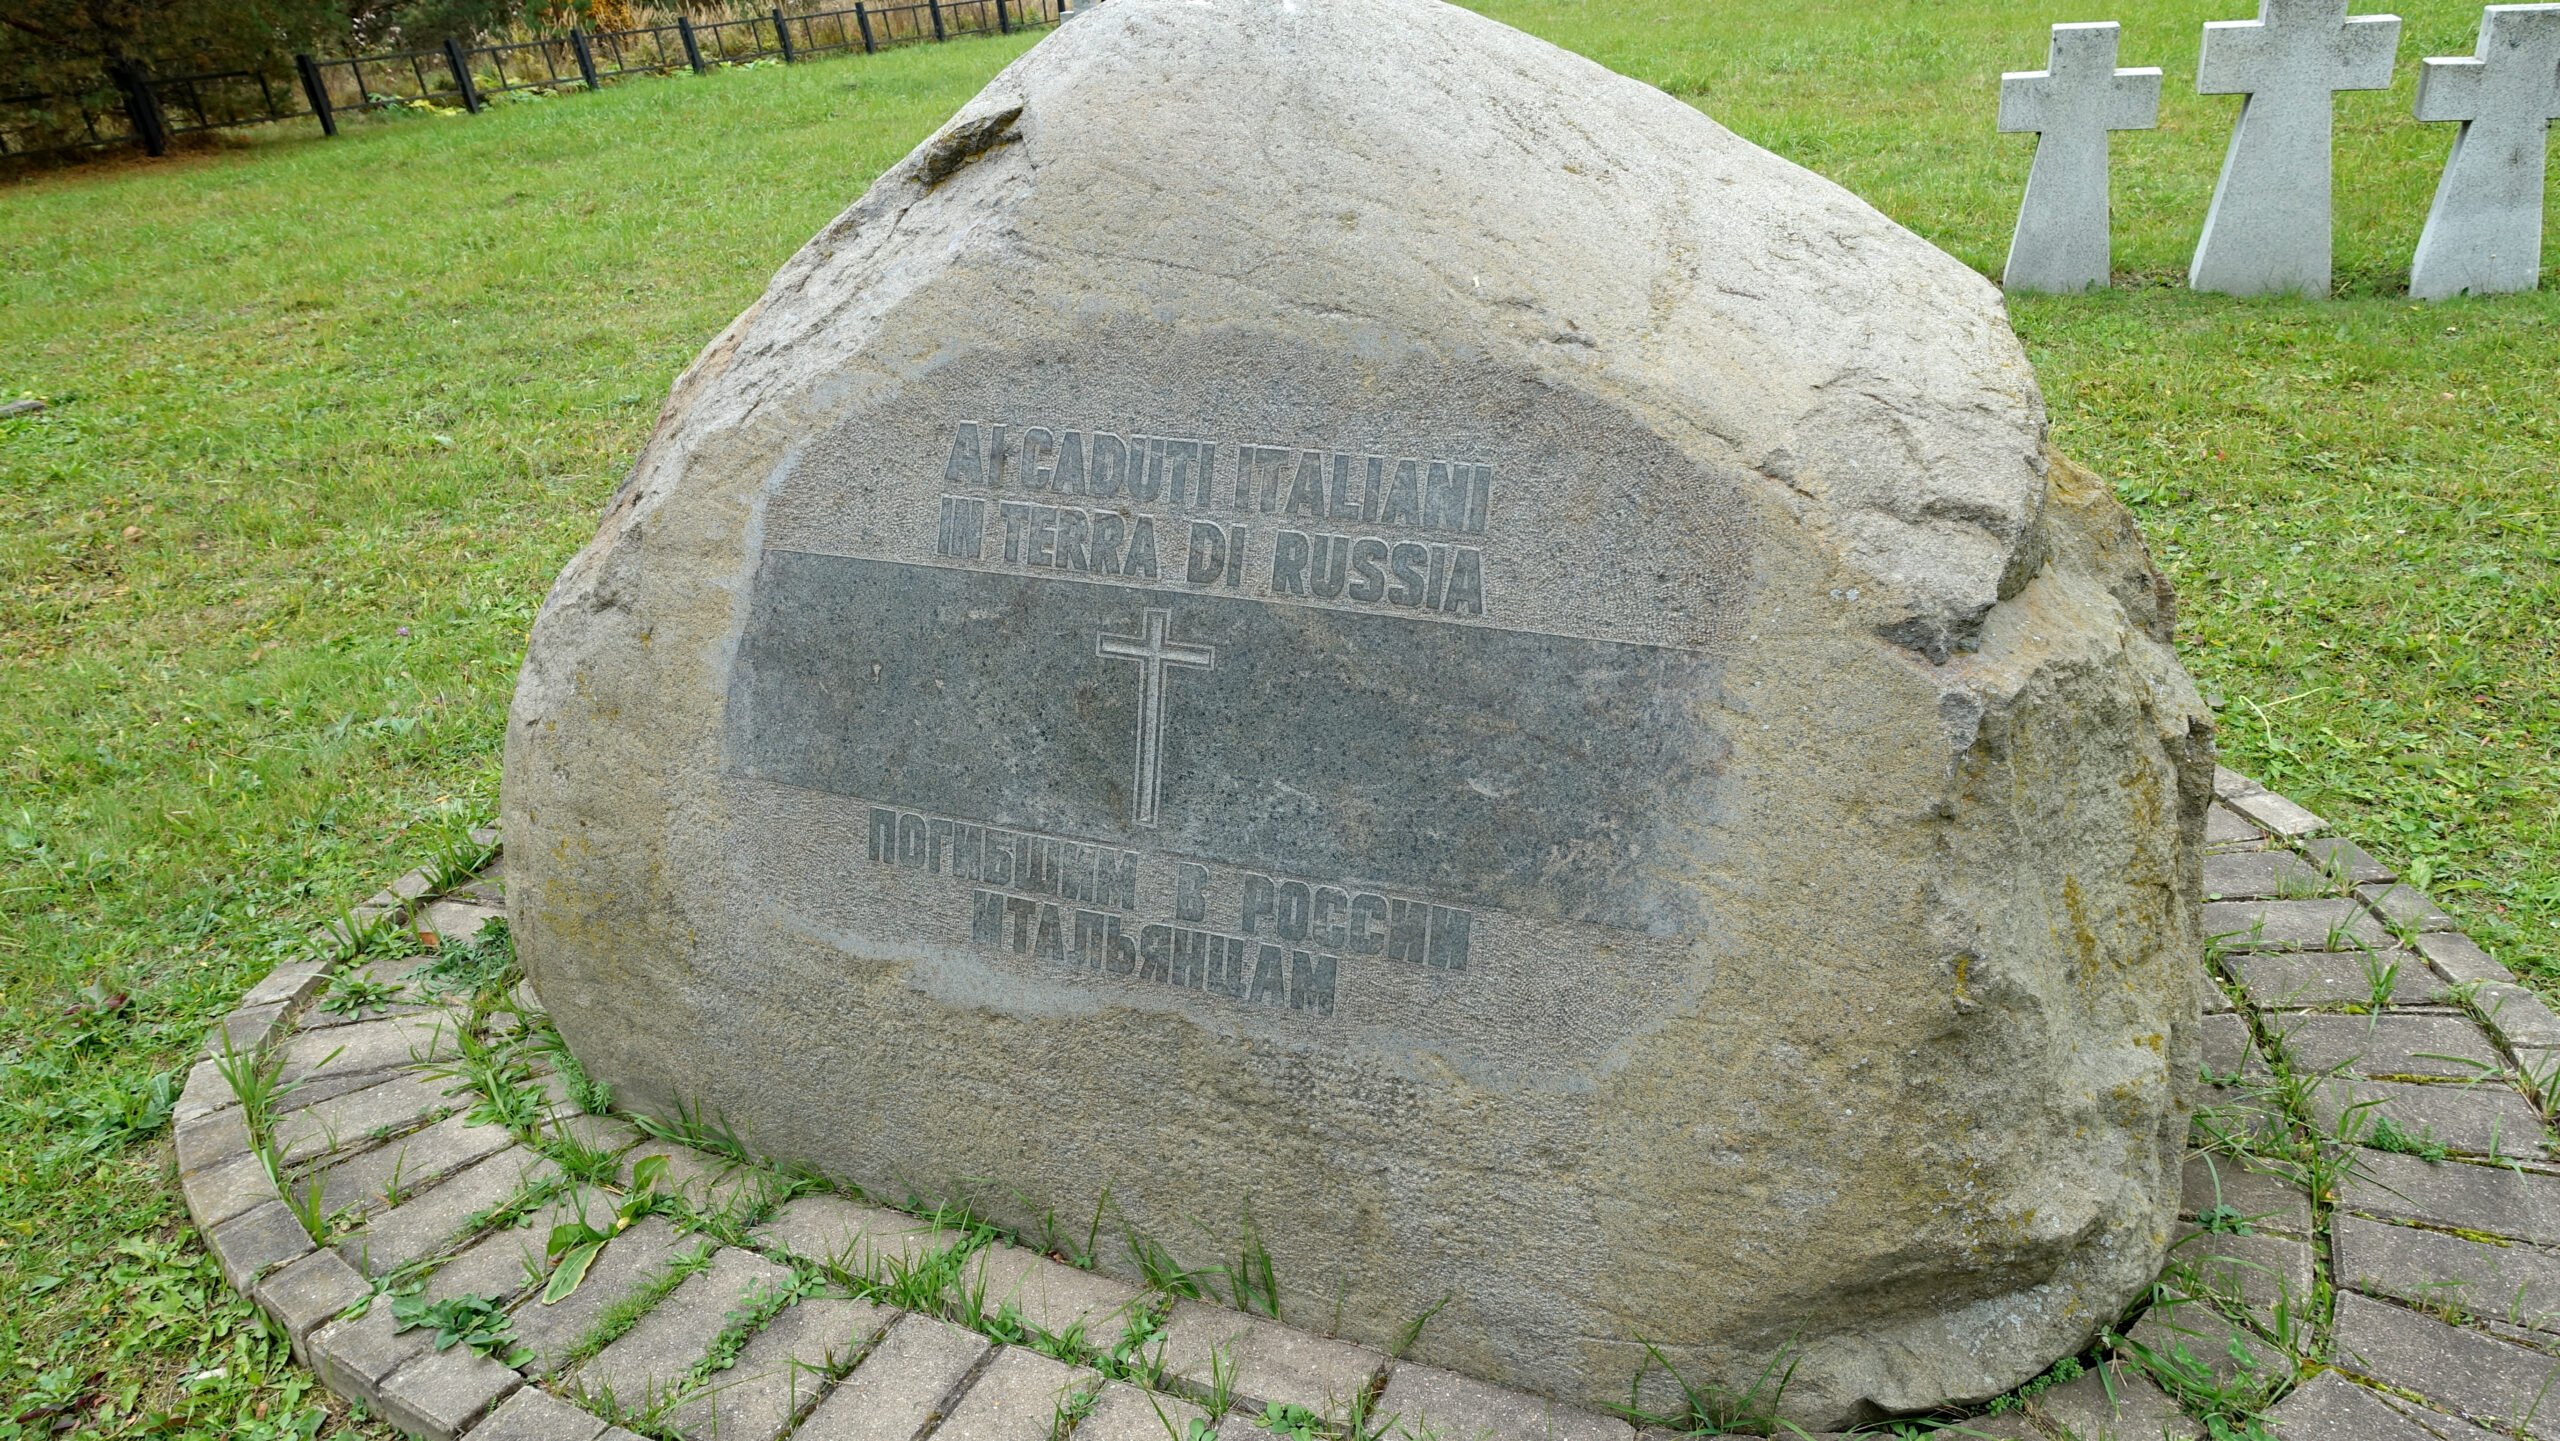 AI CADUTI ITALIANI
IN TERRA DI RUSSIA
ПОГИБШИМ В РОССИИ
ИТАЛЬЯНЦАМ